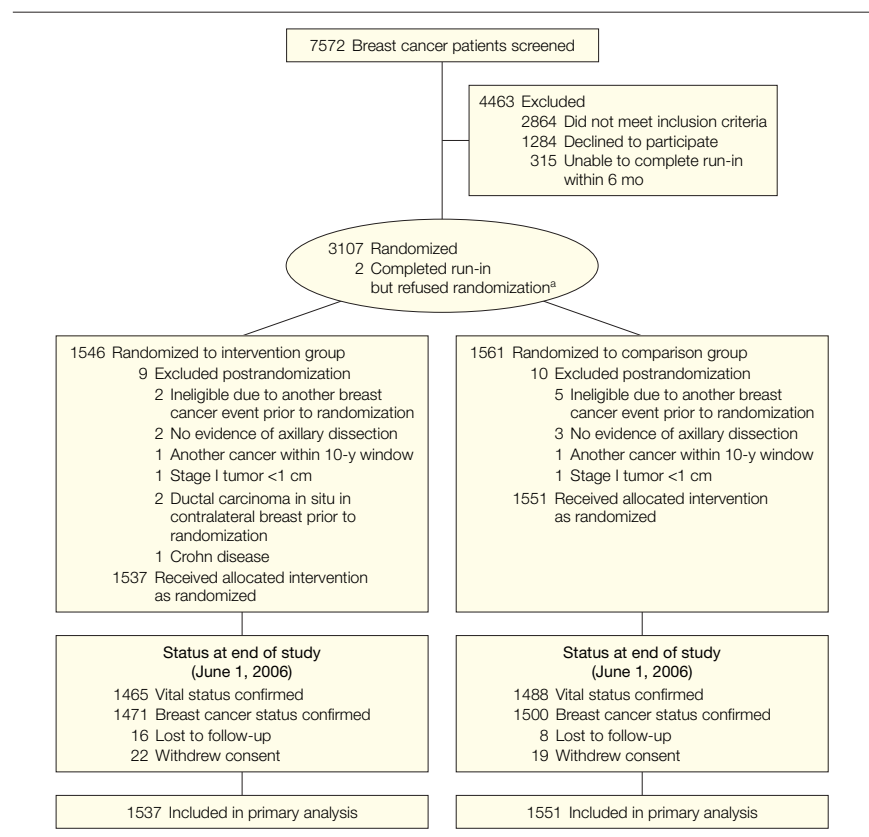 7572 Breast cancer patients screened
4463 Excluded
2864 Did not meet inclusion criteria
1284 Declined to participate
315 Unable to complete run-in
within 6 mo
3107 Randomized
2 Completed run-in
but refused randomizationᵃ
1546 Randomized to intervention group
9 Excluded postrandomization
2 Ineligible due to another breast
cancer event prior to randomization
2 No evidence of axillary dissection
1 Another cancer within 10-y window
1 Stage I tumor <1 cm
2 Ductal carcinoma in situ in
contralateral breast prior to
randomization
1 Crohn disease
1537 Received allocated intervention
as randomized
1561 Randomized to comparison group
10 Excluded postrandomization
5 Ineligible due to another breast
cancer event prior to randomization
3 No evidence of axillary dissection
1 Another cancer within 10-y window
1 Stage I tumor <1 cm
1551 Received allocated intervention
as randomized
Status at end of study
(June 1, 2006)
1465 Vital status confirmed
1471 Breast cancer status confirmed
16 Lost to follow-up
22 Withdrew consent
Status at end of study
(June 1, 2006)
1488 Vital status confirmed
1500 Breast cancer status confirmed
8 Lost to follow-up
19 Withdrew consent
1537 Included in primary analysis
1551 Included in primary analysis